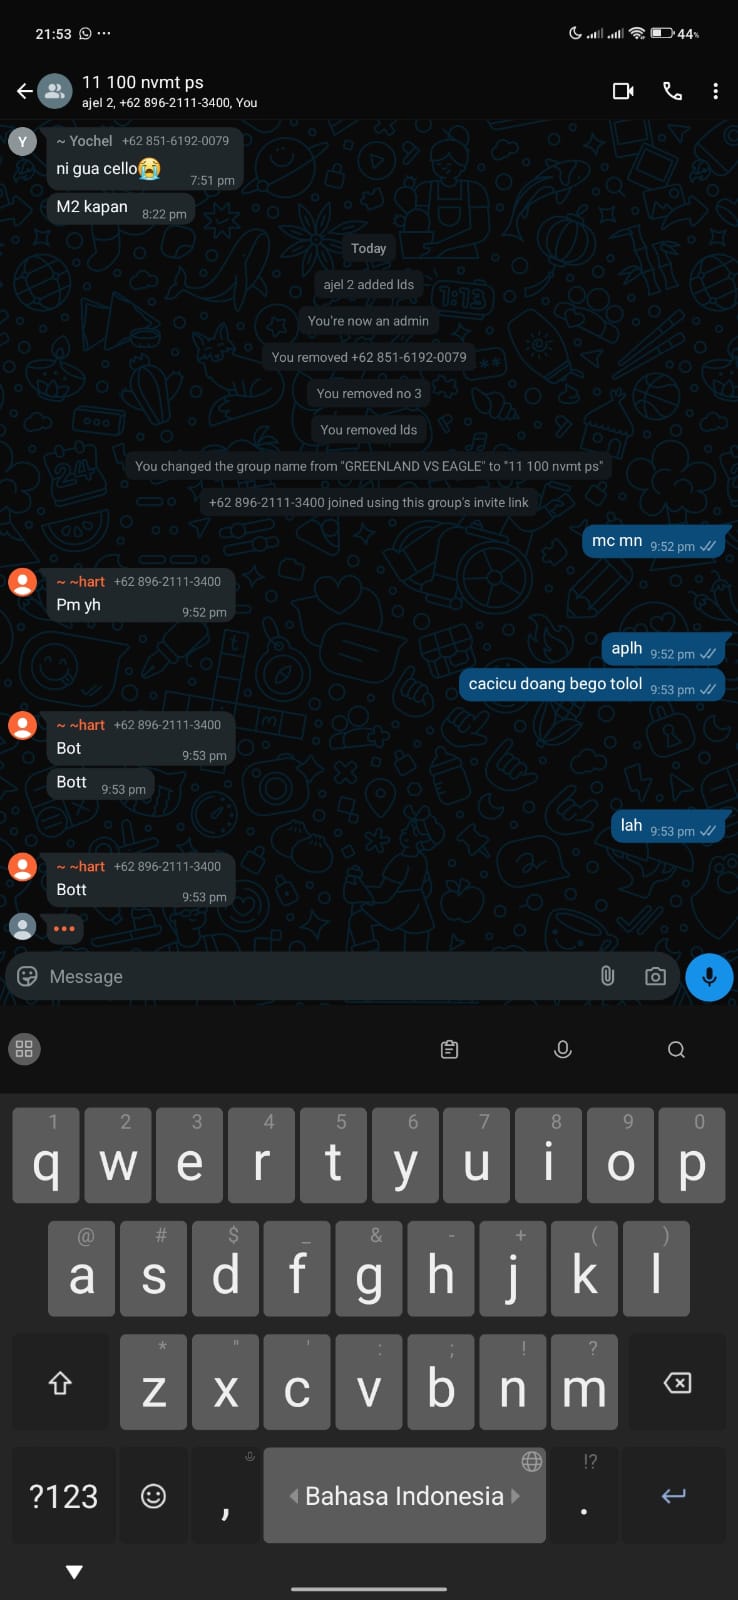 21:53
44%
11 100 nvmt ps
ajel 2, +62 896-2111-3400, You
Y
~ Yochel +62 851-6192-0079
ni gua cello😭
7:51 pm
M2 kapan 8:22 pm
Today
ajel 2 added lds
You're now an admin
You removed +62 851-6192-0079
You removed no 3
You removed lds
You changed the group name from "GREENLAND VS EAGLE" to "11 100 nvmt ps"
+62 896-2111-3400 joined using this group's invite link
mc mn 9:52 pm
~ ~hart +62 896-2111-3400
Pm yh
9:52 pm
aplh 9:52 pm
cacicu doang bego tolol 9:53 pm
~ ~hart +62 896-2111-3400
Bot
9:53 pm
Bott 9:53 pm
lah 9:53 pm
~ ~hart +62 896-2111-3400
Bott
9:53 pm
Message
1 2 3 4 5 6 7 8 9 0
q w e r t y u i o p
@ # $ _ & - + ( )
a s d f g h j k l
* " ' : ; ! ?
z x c v b n m
!?
?123 , Bahasa Indonesia .